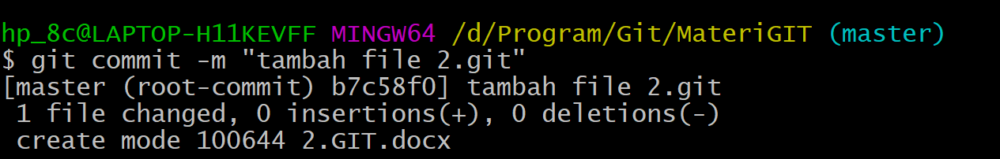 hp_8c@LAPTOP-H11KEVFF MINGW64 /d/Program/Git/MateriGIT (master)
$ git commit -m "tambah file 2.git"
[master (root-commit) b7c58f0] tambah file 2.git
 1 file changed, 0 insertions(+), 0 deletions(-)
 create mode 100644 2.GIT.docx